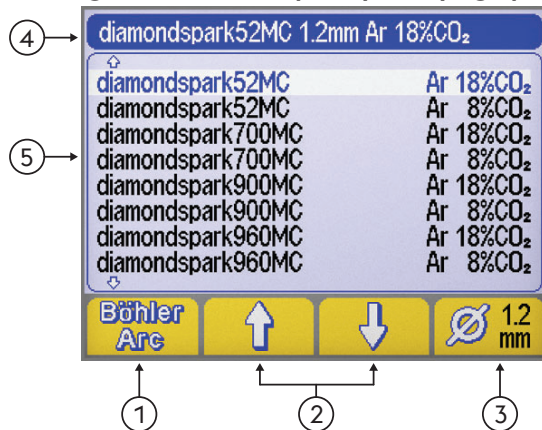 diamondspark52MC 1.2mm Ar 18%CO₂
diamondspark52MC Ar 18%CO₂
diamondspark52MC Ar 8%CO₂
diamondspark700MC Ar 18%CO₂
diamondspark700MC Ar 8%CO₂
diamondspark900MC Ar 18%CO₂
diamondspark900MC Ar 8%CO₂
diamondspark960MC Ar 18%CO₂
diamondspark960MC Ar 8%CO₂
Böhler
Arc
1.2
mm
4
5
1
2
3